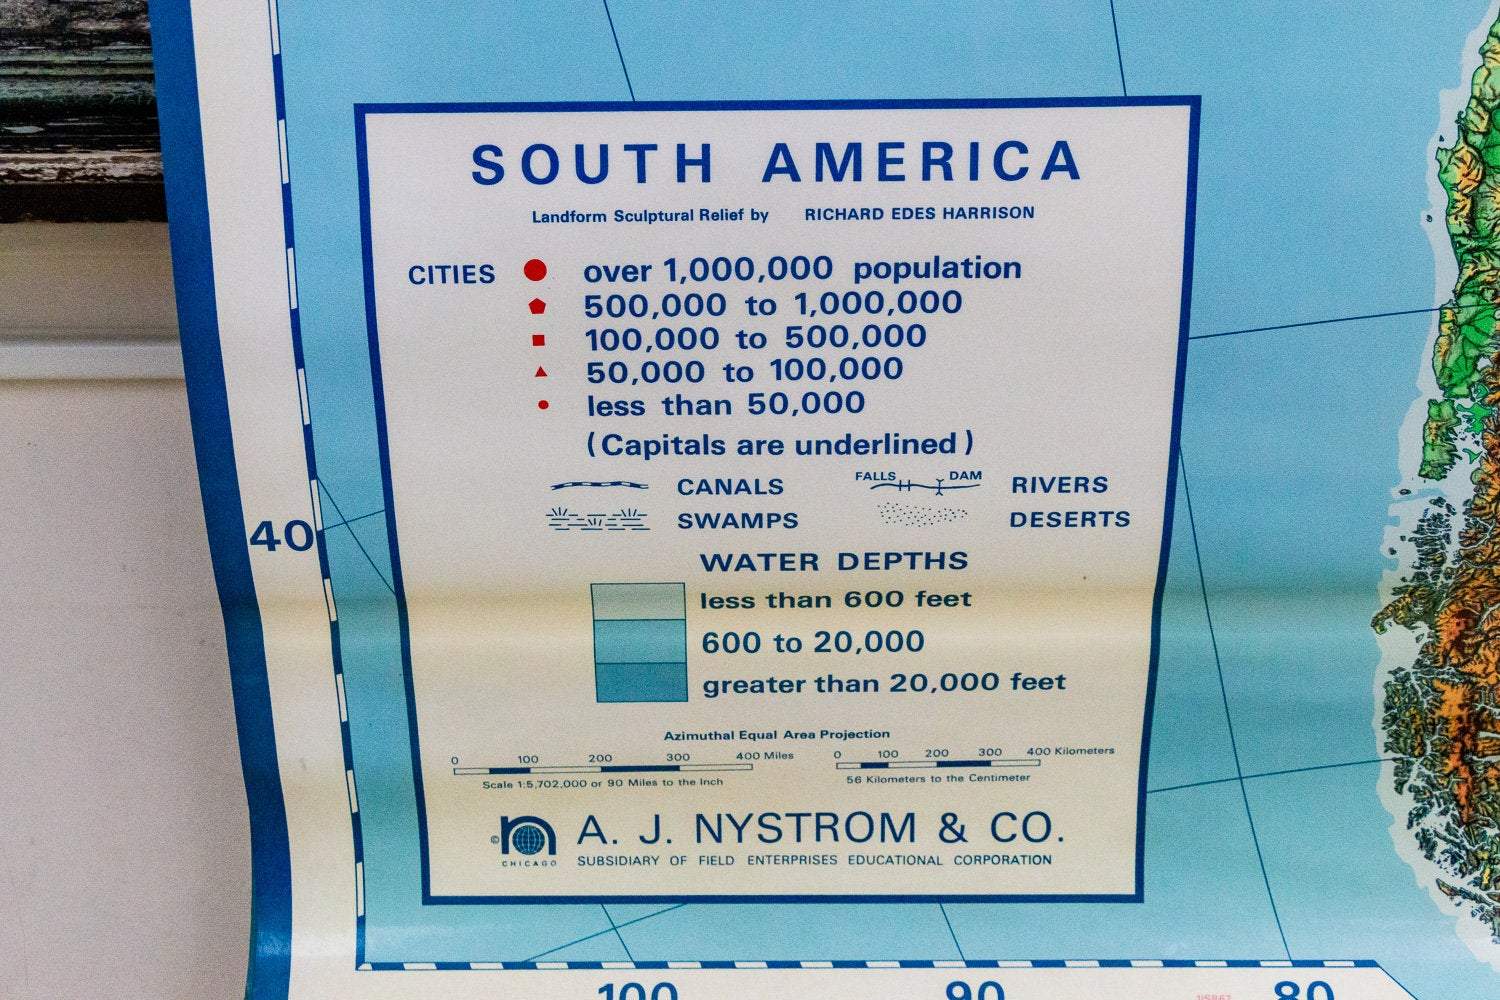 SOUTH AMERICA
Landform Sculptural Relief by RICHARD EDES HARRISON
CITIES over 1,000,000 population
500,000 to 1,000,000
100,000 to 500,000
50,000 to 100,000
less than 50,000
(Capitals are underlined)
CANALS FALLS DAM RIVERS
SWAMPS DESERTS
40
WATER DEPTHS
less than 600 feet
600 to 20,000
greater than 20,000 feet
Azimuthal Equal Area Projection
0 100 200 300 400 Miles 0 100 200 300 400 Kilometers
Scale 1:5,702,000 or 90 Miles to the Inch 56 Kilometers to the Centimeter
© n A. J. NYSTROM & CO.
CHICAGO SUBSIDIARY OF FIELD ENTERPRISES EDUCATIONAL CORPORATION
100 90 80